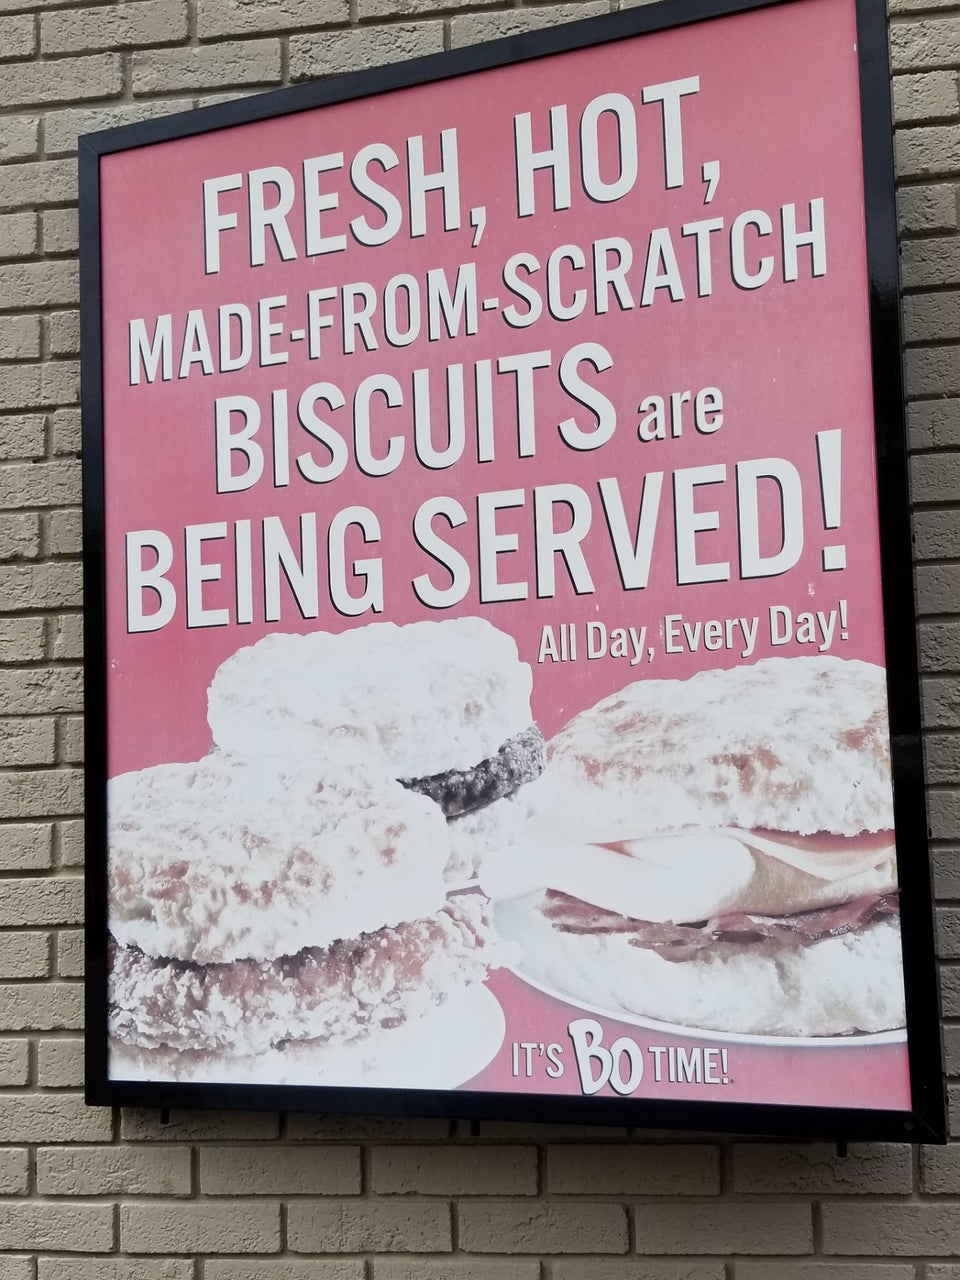 FRESH, HOT,
MADE-FROM-SCRATCH
BISCUITS are
BEING SERVED!
All Day, Every Day!
IT'S BO TIME!